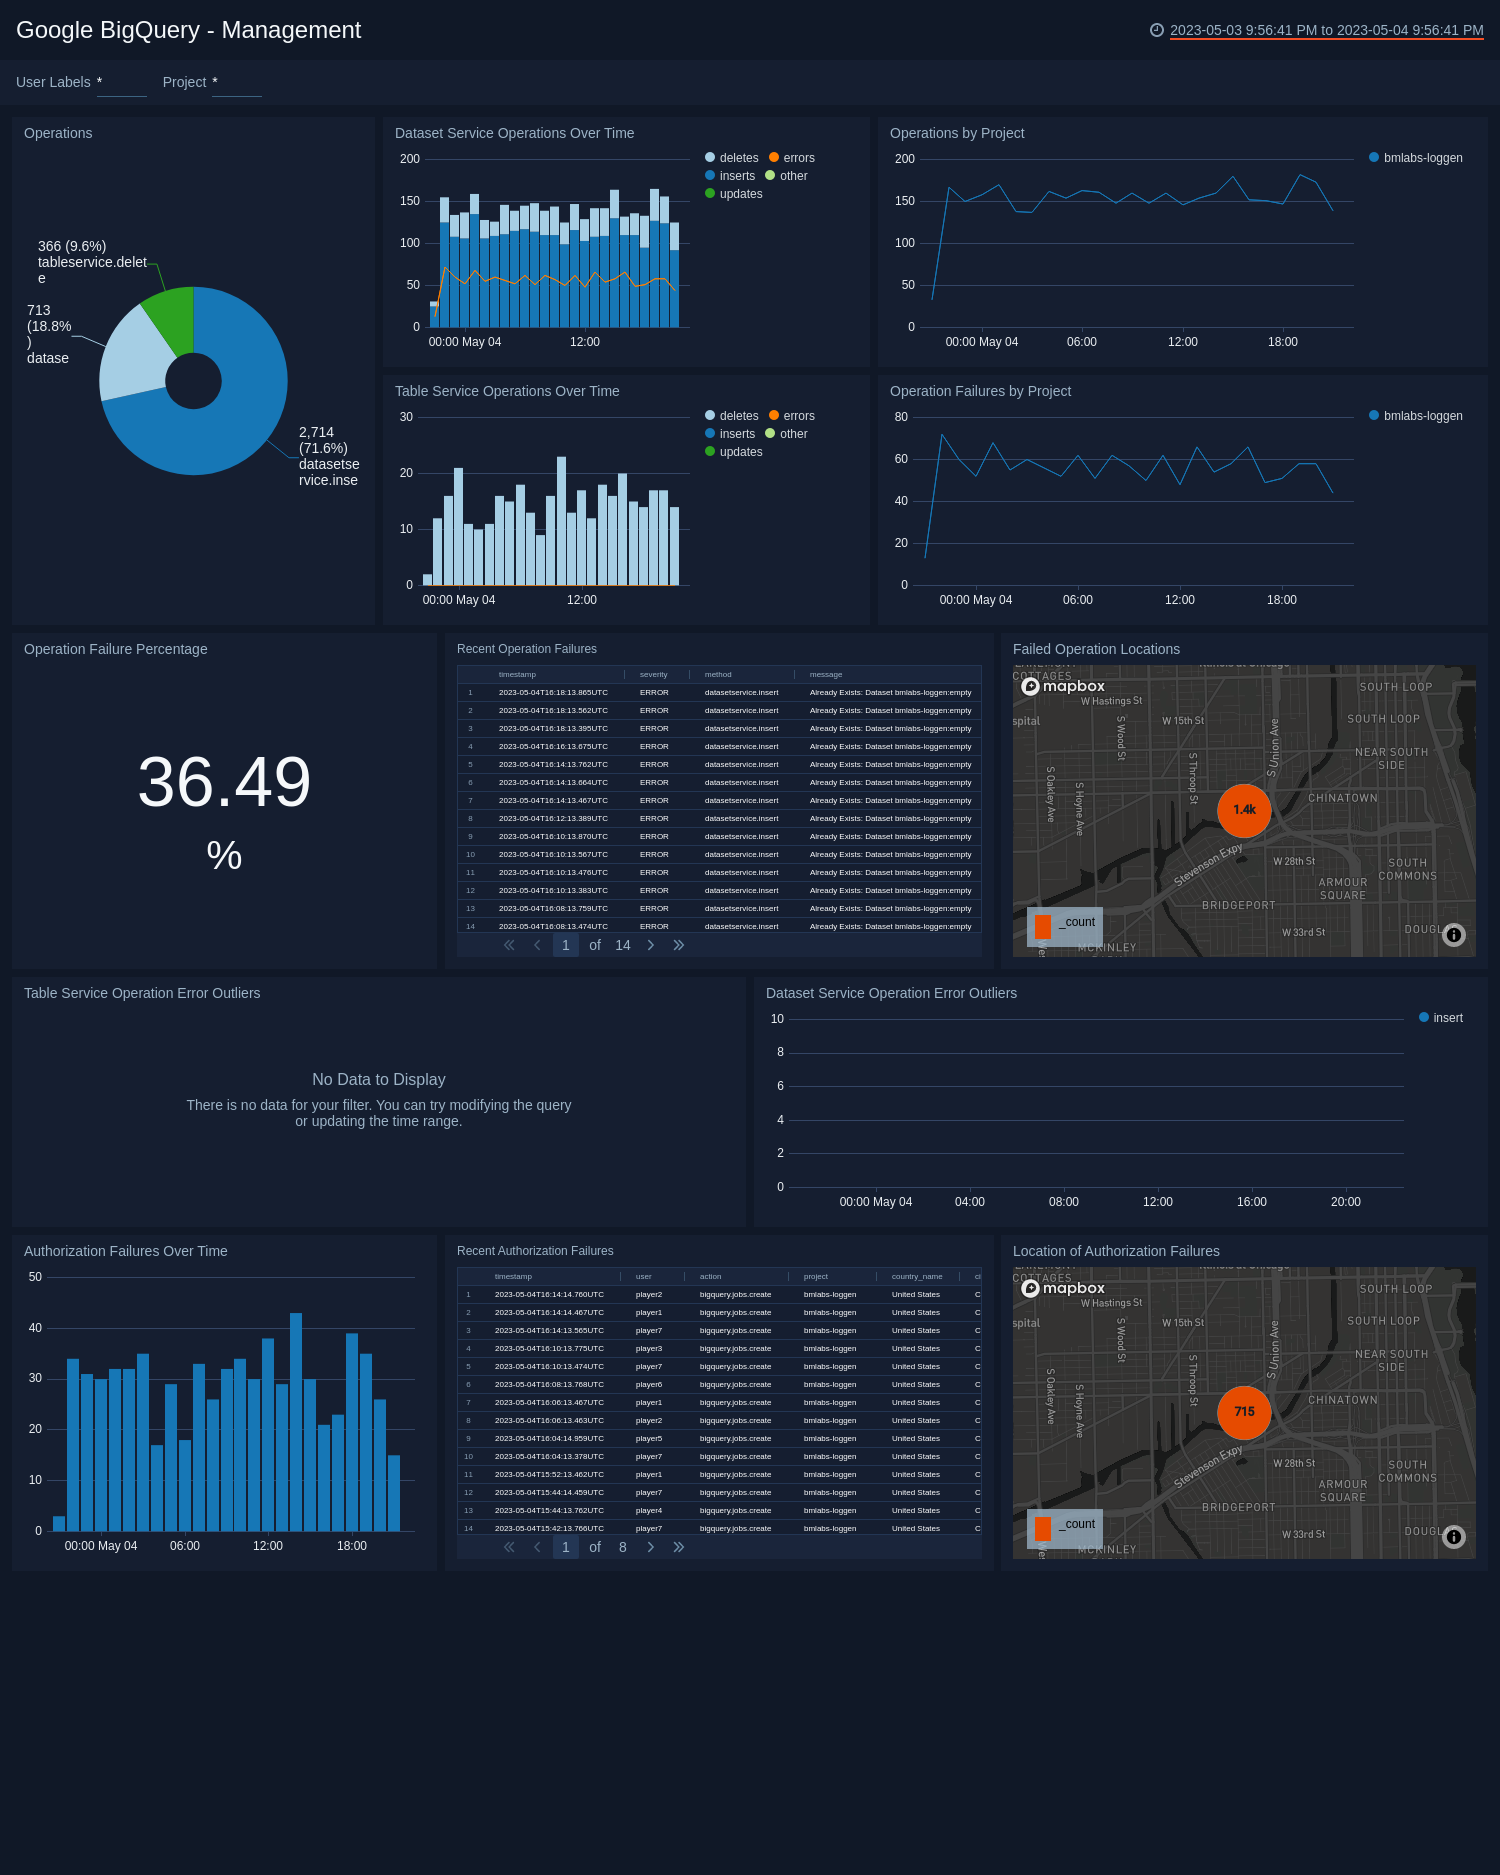 Google BigQuery - Management
2023-05-03 9:56:41 PM to 2023-05-04 9:56:41 PM
User Labels *
Project *
Operations
366 (9.6%)
tableservice.delet
e
713
(18.8%
)
datase
2,714
(71.6%)
datasetse
rvice.inse
Dataset Service Operations Over Time
200
150
100
50
0
00:00 May 04
12:00
deletes
errors
inserts
other
updates
Operations by Project
200
150
100
50
0
00:00 May 04
06:00
12:00
18:00
bmlabs-loggen
Table Service Operations Over Time
30
20
10
0
00:00 May 04
12:00
deletes
errors
inserts
other
updates
Operation Failures by Project
80
60
40
20
0
00:00 May 04
06:00
12:00
18:00
bmlabs-loggen
Operation Failure Percentage
36.49
%
Recent Operation Failures
timestamp severity method message
1 2023-05-04T16:18:13.865UTC ERROR datasetservice.insert Already Exists: Dataset bmlabs-loggen:empty
2 2023-05-04T16:18:13.562UTC ERROR datasetservice.insert Already Exists: Dataset bmlabs-loggen:empty
3 2023-05-04T16:18:13.395UTC ERROR datasetservice.insert Already Exists: Dataset bmlabs-loggen:empty
4 2023-05-04T16:16:13.675UTC ERROR datasetservice.insert Already Exists: Dataset bmlabs-loggen:empty
5 2023-05-04T16:14:13.762UTC ERROR datasetservice.insert Already Exists: Dataset bmlabs-loggen:empty
6 2023-05-04T16:14:13.664UTC ERROR datasetservice.insert Already Exists: Dataset bmlabs-loggen:empty
7 2023-05-04T16:14:13.467UTC ERROR datasetservice.insert Already Exists: Dataset bmlabs-loggen:empty
8 2023-05-04T16:12:13.389UTC ERROR datasetservice.insert Already Exists: Dataset bmlabs-loggen:empty
9 2023-05-04T16:10:13.870UTC ERROR datasetservice.insert Already Exists: Dataset bmlabs-loggen:empty
10 2023-05-04T16:10:13.567UTC ERROR datasetservice.insert Already Exists: Dataset bmlabs-loggen:empty
11 2023-05-04T16:10:13.476UTC ERROR datasetservice.insert Already Exists: Dataset bmlabs-loggen:empty
12 2023-05-04T16:10:13.383UTC ERROR datasetservice.insert Already Exists: Dataset bmlabs-loggen:empty
13 2023-05-04T16:08:13.759UTC ERROR datasetservice.insert Already Exists: Dataset bmlabs-loggen:empty
14 2023-05-04T16:08:13.474UTC ERROR datasetservice.insert Already Exists: Dataset bmlabs-loggen:empty
1 of 14
Failed Operation Locations
COTTAGES
mapbox
SOUTH LOOP
W Hastings St
spital
W 15th St
SOUTH LOOP
S Wood St
S Union Ave
NEAR SOUTH
SIDE
S Oakley Ave
S Hoyne Ave
S Throop St
CHINATOWN
1.4k
Stevenson Expy
W 28th St
SOUTH
COMMONS
ARMOUR
SQUARE
BRIDGEPORT
_count
W 33rd St
DOUGL
MCKINLEY
Table Service Operation Error Outliers
No Data to Display
There is no data for your filter. You can try modifying the query
or updating the time range.
Dataset Service Operation Error Outliers
10
8
6
4
2
0
00:00 May 04
04:00
08:00
12:00
16:00
20:00
insert
Authorization Failures Over Time
50
40
30
20
10
0
00:00 May 04
06:00
12:00
18:00
Recent Authorization Failures
timestamp user action project country_name ci
1 2023-05-04T16:14:14.760UTC player2 bigquery.jobs.create bmlabs-loggen United States C
2 2023-05-04T16:14:14.467UTC player1 bigquery.jobs.create bmlabs-loggen United States C
3 2023-05-04T16:14:13.565UTC player7 bigquery.jobs.create bmlabs-loggen United States C
4 2023-05-04T16:10:13.775UTC player3 bigquery.jobs.create bmlabs-loggen United States C
5 2023-05-04T16:10:13.474UTC player7 bigquery.jobs.create bmlabs-loggen United States C
6 2023-05-04T16:08:13.768UTC player6 bigquery.jobs.create bmlabs-loggen United States C
7 2023-05-04T16:06:13.467UTC player1 bigquery.jobs.create bmlabs-loggen United States C
8 2023-05-04T16:06:13.463UTC player2 bigquery.jobs.create bmlabs-loggen United States C
9 2023-05-04T16:04:14.959UTC player5 bigquery.jobs.create bmlabs-loggen United States C
10 2023-05-04T16:04:13.378UTC player7 bigquery.jobs.create bmlabs-loggen United States C
11 2023-05-04T15:52:13.462UTC player1 bigquery.jobs.create bmlabs-loggen United States C
12 2023-05-04T15:44:14.459UTC player7 bigquery.jobs.create bmlabs-loggen United States C
13 2023-05-04T15:44:13.762UTC player4 bigquery.jobs.create bmlabs-loggen United States C
14 2023-05-04T15:42:13.766UTC player7 bigquery.jobs.create bmlabs-loggen United States C
1 of 8
Location of Authorization Failures
COTTAGES
mapbox
SOUTH LOOP
W Hastings St
spital
W 15th St
SOUTH LOOP
S Wood St
S Union Ave
NEAR SOUTH
SIDE
S Oakley Ave
S Hoyne Ave
S Throop St
CHINATOWN
715
Stevenson Expy
W 28th St
SOUTH
COMMONS
ARMOUR
SQUARE
BRIDGEPORT
_count
W 33rd St
DOUGL
MCKINLEY